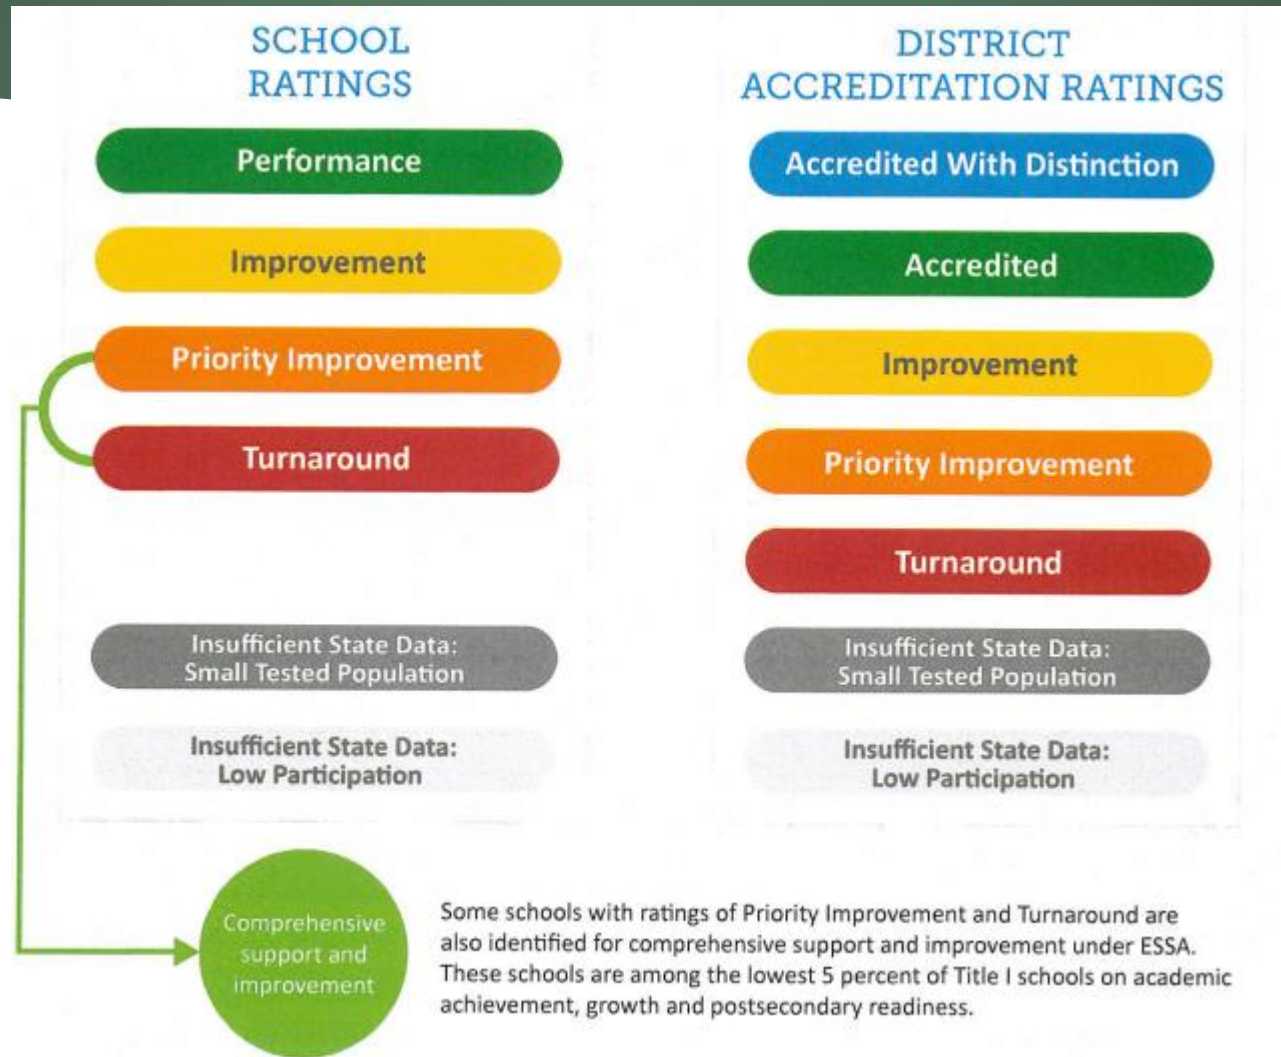 SCHOOL
RATINGS
Performance
Improvement
Priority Improvement
Turnaround
Insufficient State Data:
Small Tested Population
Insufficient State Data:
Low Participation
DISTRICT
ACCREDITATION RATINGS
Accredited With Distinction
Accredited
Improvement
Priority Improvement
Turnaround
Insufficient State Data:
Small Tested Population
Insufficient State Data:
Low Participation
Comprehensive
support and
improvement
Some schools with ratings of Priority Improvement and Turnaround are
also identified for comprehensive support and improvement under ESSA.
These schools are among the lowest 5 percent of Title I schools on academic
achievement, growth and postsecondary readiness.